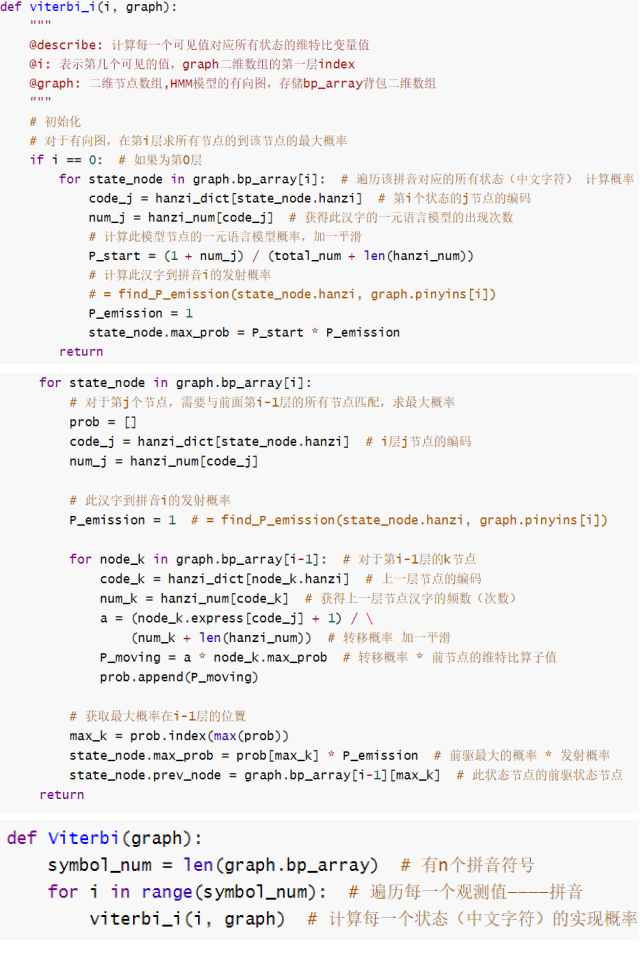 def viterbi_i(i, graph):
    """
    @describe: 计算每一个可见值对应所有状态的维特比变量值
    @i: 表示第几个可见的值，graph二维数组的第一层index
    @graph: 二维节点数组,HMM模型的有向图，存储bp_array背包二维数组
    """
    # 初始化
    # 对于有向图，在第i层求所有节点的到该节点的最大概率
    if i == 0:  # 如果为第0层
        for state_node in graph.bp_array[i]:  # 遍历该拼音对应的所有状态（中文字符） 计算概率
            code_j = hanzi_dict[state_node.hanzi]  # 第i个状态的j节点的编码
            num_j = hanzi_num[code_j]  # 获得此汉字的一元语言模型的出现次数
            # 计算此模型节点的一元语言模型概率，加一平滑
            P_start = (1 + num_j) / (total_num + len(hanzi_num))
            # 计算此汉字到拼音i的发射概率
            # = find_P_emission(state_node.hanzi, graph.pinyins[i])
            P_emission = 1
            state_node.max_prob = P_start * P_emission
        return
    for state_node in graph.bp_array[i]:
        # 对于第j个节点，需要与前面第i-1层的所有节点匹配，求最大概率
        prob = []
        code_j = hanzi_dict[state_node.hanzi]  # i层j节点的编码
        num_j = hanzi_num[code_j]
        # 此汉字到拼音i的发射概率
        P_emission = 1  # = find_P_emission(state_node.hanzi, graph.pinyins[i])
        for node_k in graph.bp_array[i-1]:  # 对于第i-1层的k节点
            code_k = hanzi_dict[node_k.hanzi]  # 上一层节点的编码
            num_k = hanzi_num[code_k]  # 获得上一层节点汉字的频数（次数）
            a = (node_k.express[code_j] + 1) / \
                (num_k + len(hanzi_num))  # 转移概率 加一平滑
            P_moving = a * node_k.max_prob  # 转移概率 * 前节点的维特比算子值
            prob.append(P_moving)
        # 获取最大概率在i-1层的位置
        max_k = prob.index(max(prob))
        state_node.max_prob = prob[max_k] * P_emission  # 前驱最大的概率 * 发射概率
        state_node.prev_node = graph.bp_array[i-1][max_k]  # 此状态节点的前驱状态节点
    return
def Viterbi(graph):
    symbol_num = len(graph.bp_array)  # 有n个拼音符号
    for i in range(symbol_num):  # 遍历每一个观测值————拼音
        viterbi_i(i, graph)  # 计算每一个状态（中文字符）的实现概率